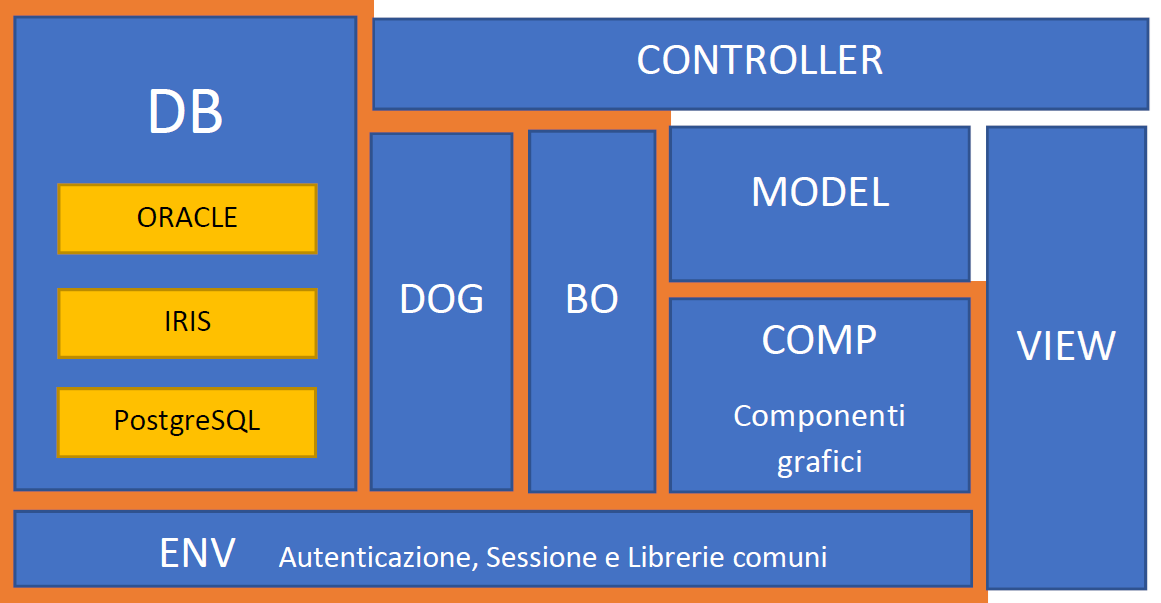 CONTROLLER
DB
ORACLE
IRIS
PostgreSQL
DOG
BO
MODEL
COMP
Componenti
grafici
VIEW
ENV Autenticazione, Sessione e Librerie comuni